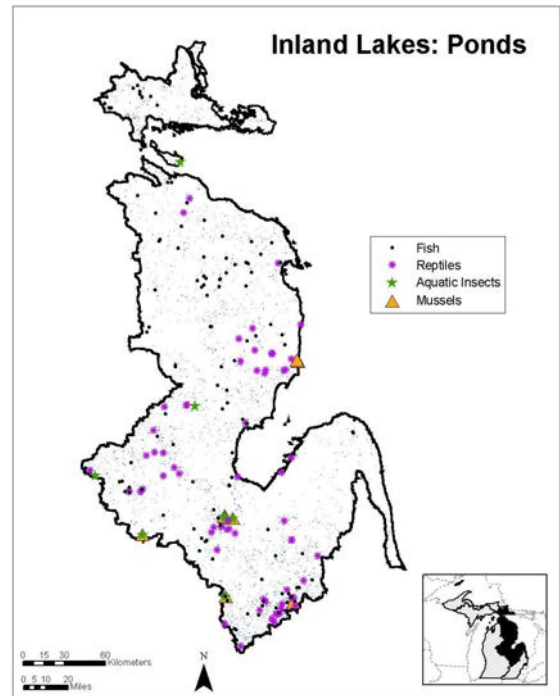 Inland Lakes: Ponds
Fish
Reptiles
Aquatic Insects
Mussels
0 15 30 60
Kilometers
0 5 10 20
Miles
N